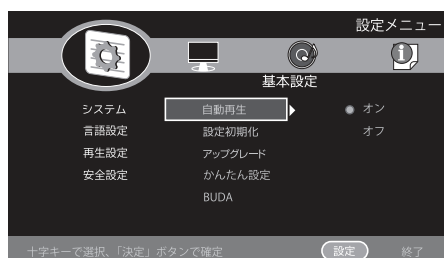 設定メニュー
基本設定
システム 自動再生 オン
言語設定 設定初期化 オフ
再生設定 アップグレード
安全設定 かんたん設定
BUDA
十字キーで選択、「決定」ボタンで確定 設定 終了